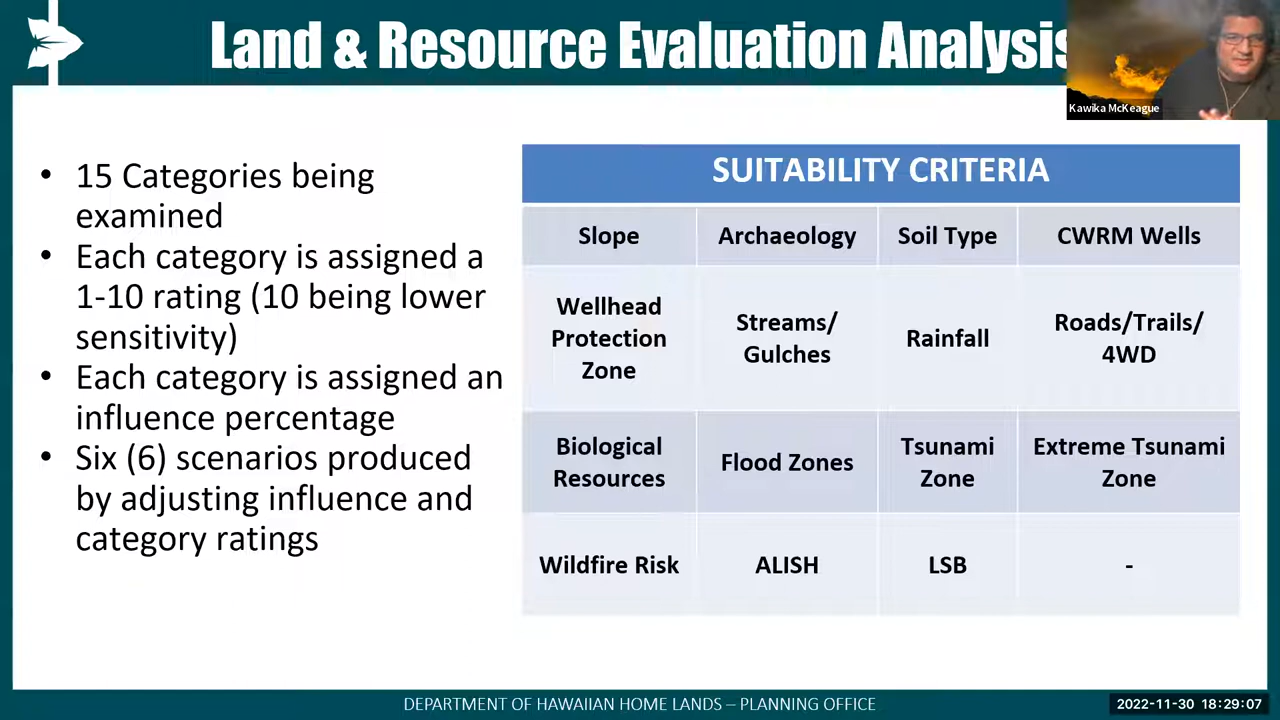 Land & Resource Evaluation Analysis
Kawika McKeague
• 15 Categories being
examined
• Each category is assigned a
1-10 rating (10 being lower
sensitivity)
• Each category is assigned an
influence percentage
• Six (6) scenarios produced
by adjusting influence and
category ratings
SUITABILITY CRITERIA
Slope
Archaeology
Soil Type
CWRM Wells
Wellhead
Protection
Zone
Streams/
Gulches
Rainfall
Roads/Trails/
4WD
Biological
Resources
Flood Zones
Tsunami
Zone
Extreme Tsunami
Zone
Wildfire Risk
ALISH
LSB
-
DEPARTMENT OF HAWAIIAN HOME LANDS – PLANNING OFFICE
2022-11-30 18:29:07